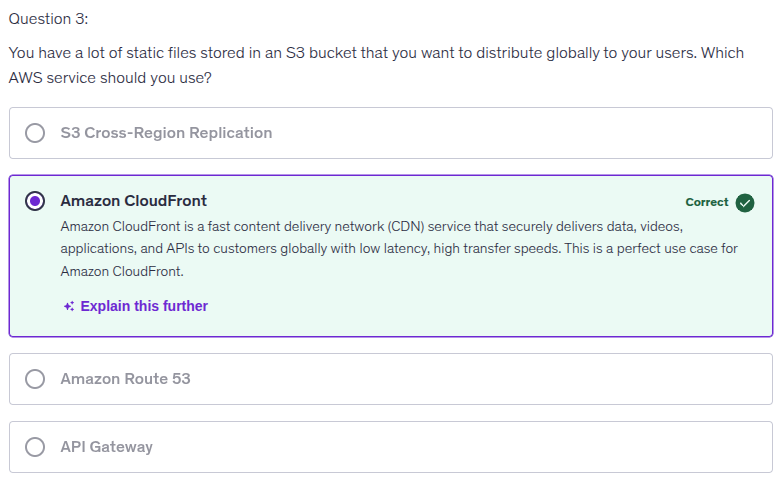 Question 3:
You have a lot of static files stored in an S3 bucket that you want to distribute globally to your users. Which
AWS service should you use?
S3 Cross-Region Replication
Amazon CloudFront
Correct
Amazon CloudFront is a fast content delivery network (CDN) service that securely delivers data, videos,
applications, and APIs to customers globally with low latency, high transfer speeds. This is a perfect use case for
Amazon CloudFront.
Explain this further
Amazon Route 53
API Gateway